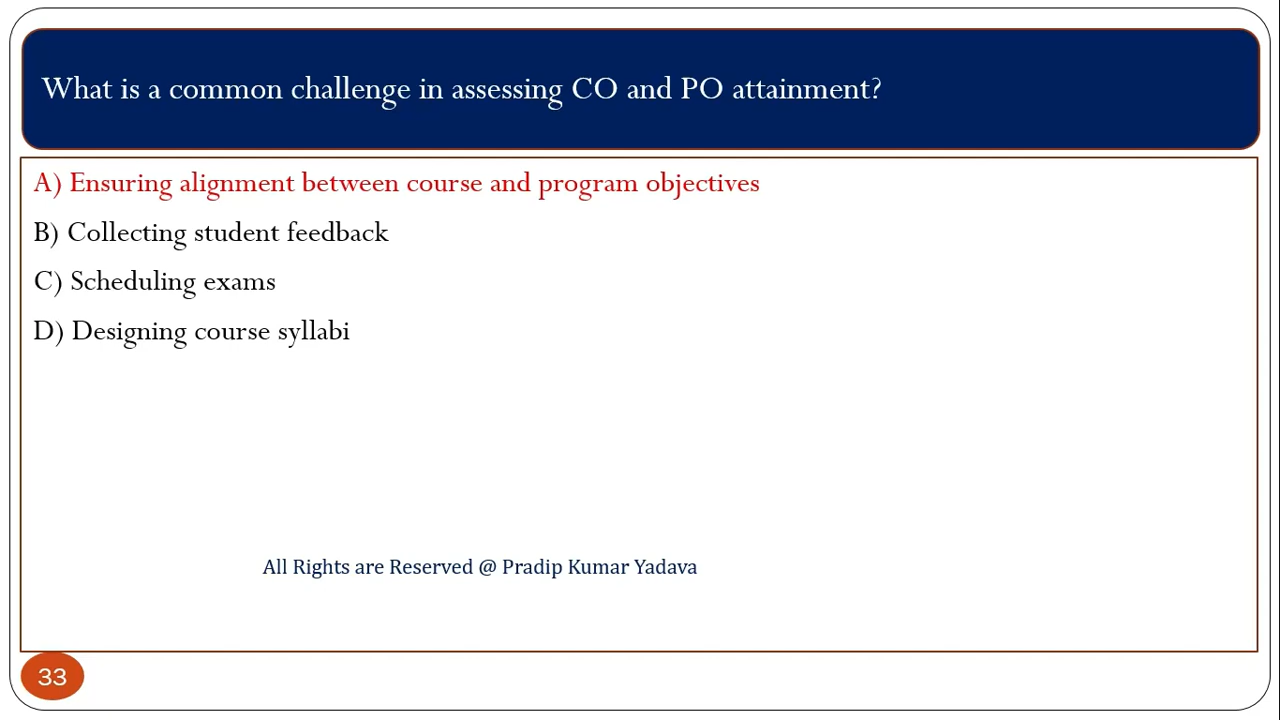 What is a common challenge in assessing CO and PO attainment?
A) Ensuring alignment between course and program objectives
B) Collecting student feedback
C) Scheduling exams
D) Designing course syllabi
All Rights are Reserved @ Pradip Kumar Yadava
33